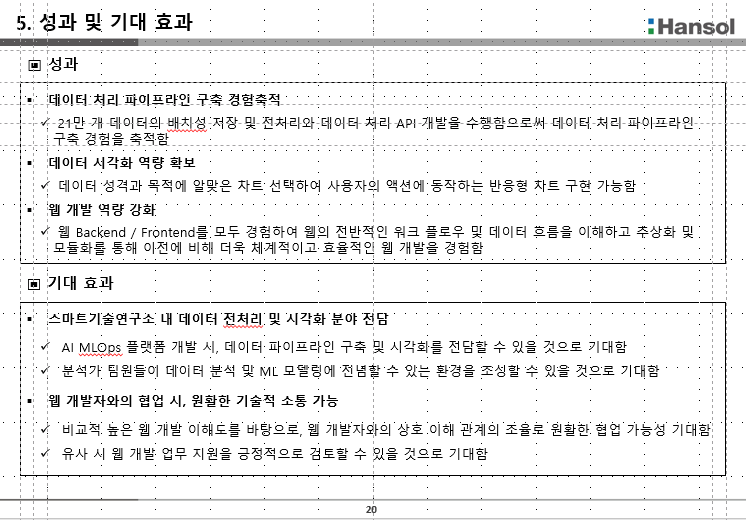 5. 성과 및 기대 효과
Hansol
성과
데이터 처리 파이프라인 구축 경험축적
21만 개 데이터의 배치성 저장 및 전처리와 데이터 처리 API 개발을 수행함으로써 데이터 처리 파이프라인
구축 경험을 축적함
데이터 시각화 역량 확보
데이터 성격과 목적에 알맞은 차트 선택하여 사용자의 액션에 동작하는 반응형 차트 구현 가능함
웹 개발 역량 강화
웹 Backend / Frontend를 모두 경험하여 웹의 전반적인 워크 플로우 및 데이터 흐름을 이해하고 추상화 및
모듈화를 통해 이전에 비해 더욱 체계적이고 효율적인 웹 개발을 경험함
기대 효과
스마트기술연구소 내 데이터 전처리 및 시각화 분야 전담
AI MLOps 플랫폼 개발 시, 데이터 파이프라인 구축 및 시각화를 전담할 수 있을 것으로 기대함
분석가 팀원들이 데이터 분석 및 ML 모델링에 전념할 수 있는 환경을 조성할 수 있을 것으로 기대함
웹 개발자와의 협업 시, 원활한 기술적 소통 가능
비교적 높은 웹 개발 이해도를 바탕으로, 웹 개발자와의 상호 이해 관계의 조율로 원활한 협업 가능성 기대함
유사 시 웹 개발 업무 지원을 긍정적으로 검토할 수 있을 것으로 기대함
20